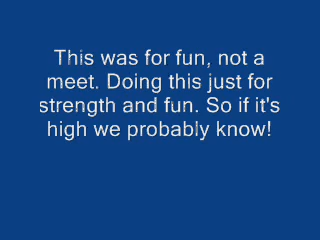 This was for fun, not a
meet. Doing this just for
strength and fun. So if it's
high we probably know!